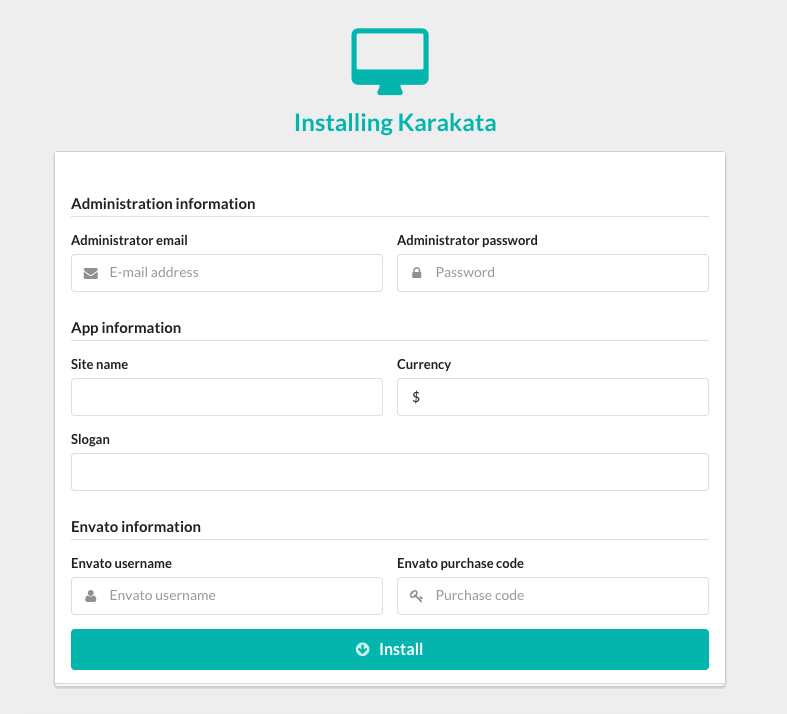 Installing Karakata
Administration information
Administrator email
Administrator password
E-mail address
Password
App information
Site name
Currency
$
Slogan
Envato information
Envato username
Envato purchase code
Envato username
Purchase code
Install